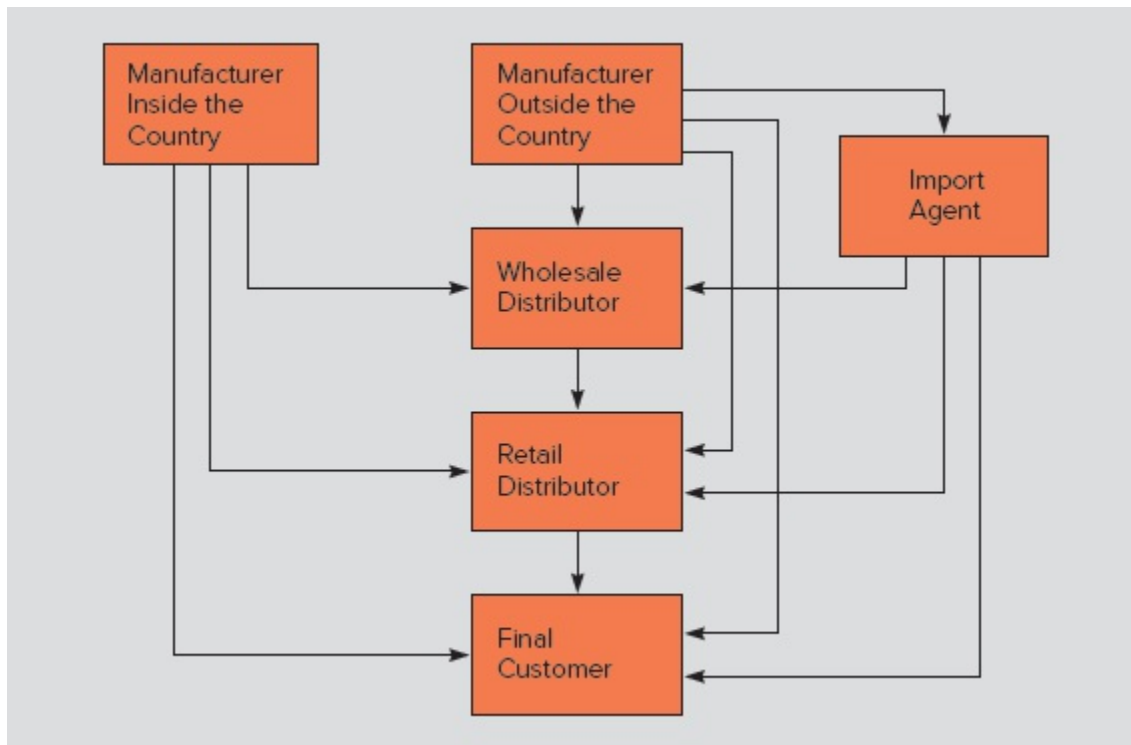 Manufacturer
Inside the
Country
Manufacturer
Outside the
Country
Import
Agent
Wholesale
Distributor
Retail
Distributor
Final
Customer